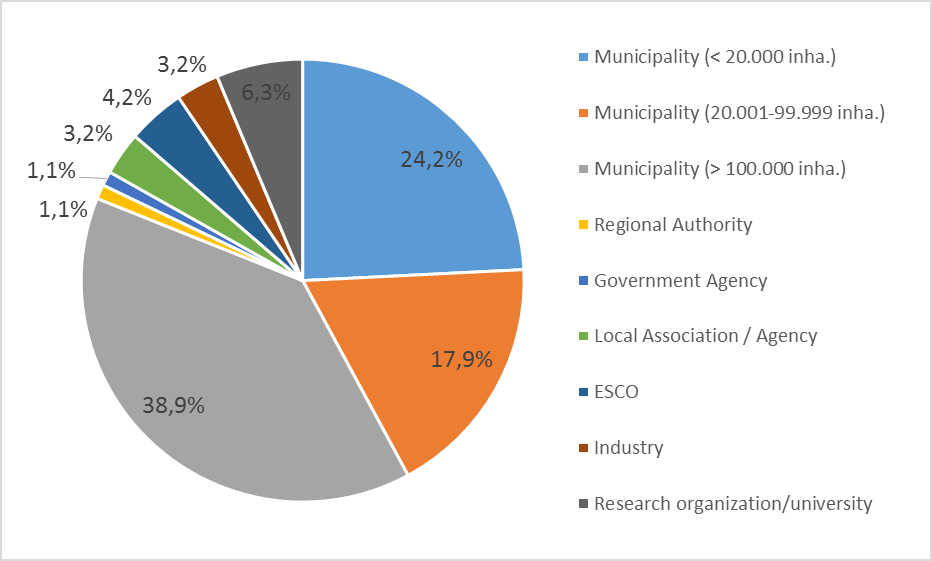 3,2%
6,3%
4,2%
3,2%
1,1%
1,1%
24,2%
17,9%
38,9%
Municipality (< 20.000 inha.)
Municipality (20.001-99.999 inha.)
Municipality (> 100.000 inha.)
Regional Authority
Government Agency
Local Association / Agency
ESCO
Industry
Research organization/university